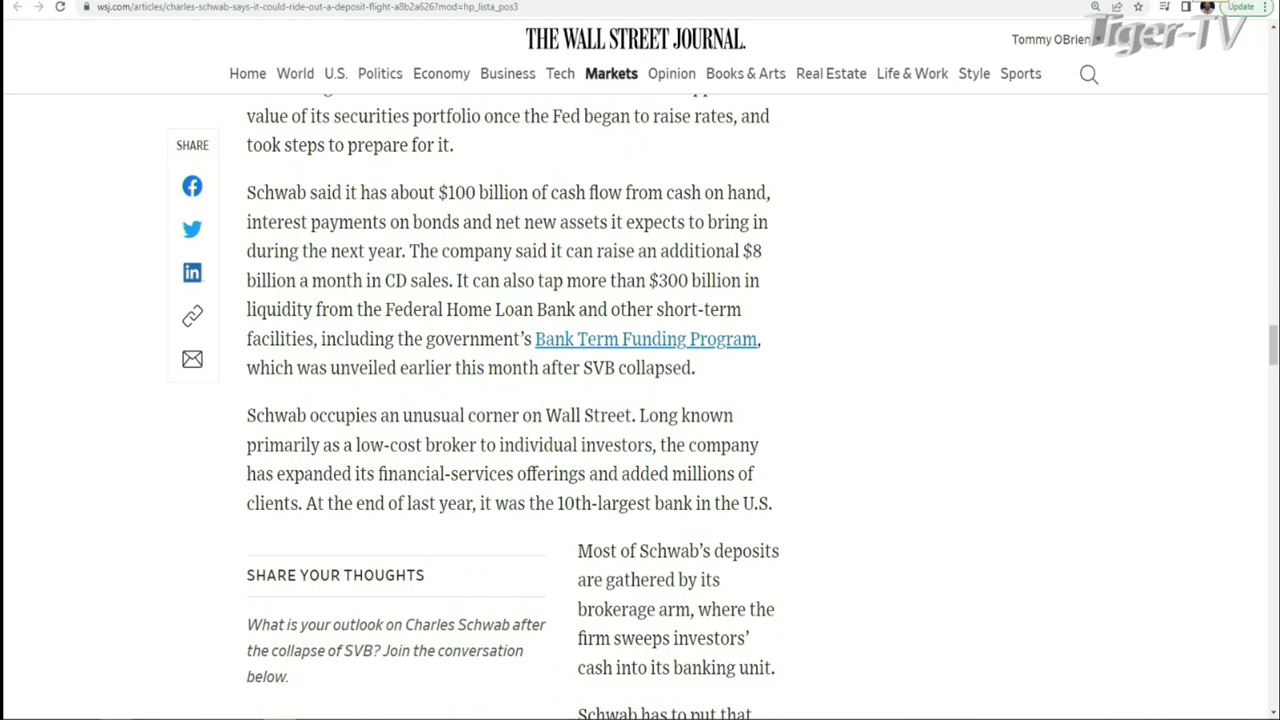 wsj.com/articles/charles-schwab-says-it-could-ride-out-a-deposit-flight-a8b2a626?mod=hp_lista_pos3
Update
THE WALL STREET JOURNAL.
Tommy OBrien
Tiger-TV
Home World U.S. Politics Economy Business Tech Markets Opinion Books & Arts Real Estate Life & Work Style Sports
value of its securities portfolio once the Fed began to raise rates, and
took steps to prepare for it.
SHARE
Schwab said it has about $100 billion of cash flow from cash on hand,
interest payments on bonds and net new assets it expects to bring in
during the next year. The company said it can raise an additional $8
billion a month in CD sales. It can also tap more than $300 billion in
liquidity from the Federal Home Loan Bank and other short-term
facilities, including the government's Bank Term Funding Program,
which was unveiled earlier this month after SVB collapsed.
Schwab occupies an unusual corner on Wall Street. Long known
primarily as a low-cost broker to individual investors, the company
has expanded its financial-services offerings and added millions of
clients. At the end of last year, it was the 10th-largest bank in the U.S.
SHARE YOUR THOUGHTS
What is your outlook on Charles Schwab after
the collapse of SVB? Join the conversation
below.
Most of Schwab's deposits
are gathered by its
brokerage arm, where the
firm sweeps investors'
cash into its banking unit.
Schwab has to put that